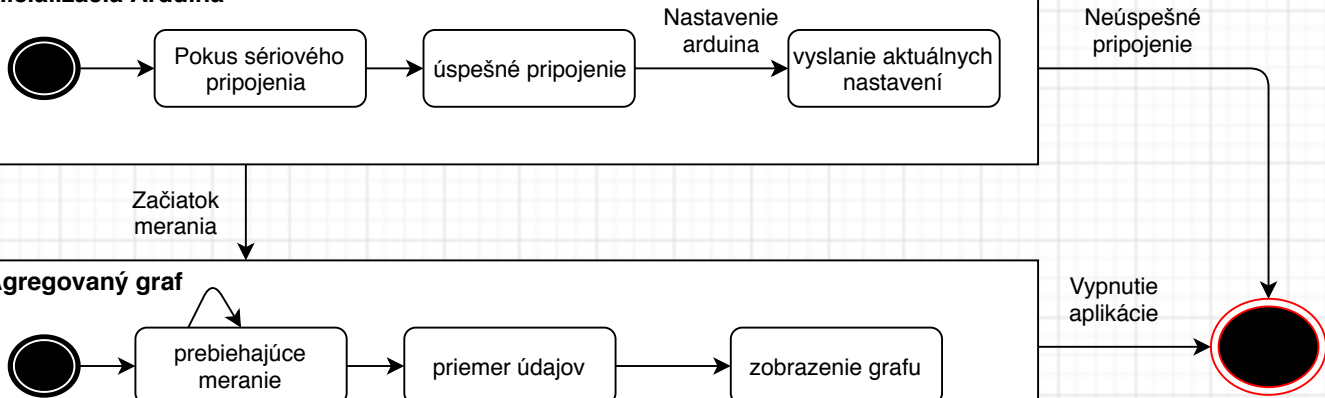 Arduina
Nastavenie
arduina
Neúspešné
pripojenie
Pokus sériového
pripojenia
úspešné pripojenie
vyslanie aktuálnych
nastavení
Začiatok
merania
Agregovaný graf
Vypnutie
aplikácie
prebiehajúce
meranie
priemer údajov
zobrazenie grafu